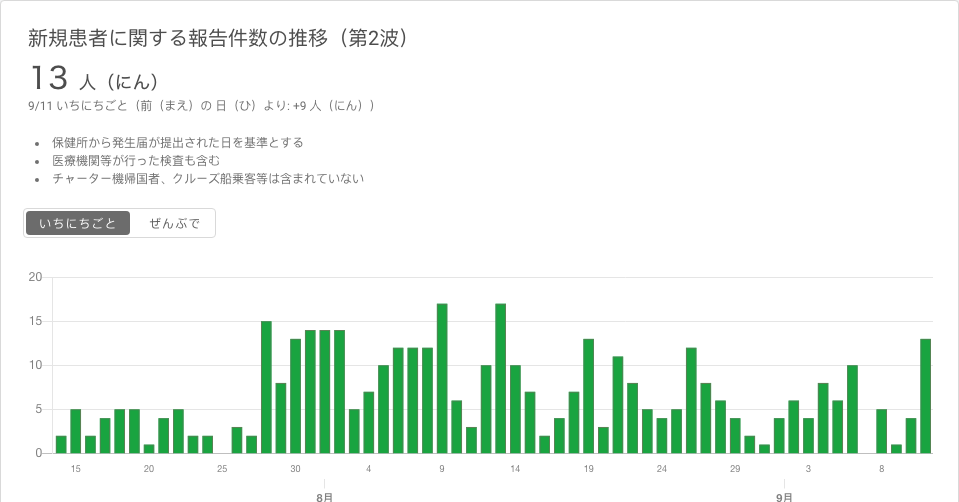 新規患者に関する報告件数の推移（第2波）
13 人（にん）
9/11 いちにちごと（前（まえ）の 日（ひ）より: +9 人（にん））
• 保健所から発生届が提出された日を基準とする
• 医療機関等が行った検査も含む
• チャーター機帰国者、クルーズ船乗客等は含まれていない
いちにちごと ぜんぶで
20
15
10
5
0
15 20 25 30 4 9 14 19 24 29 3 8
8月 9月